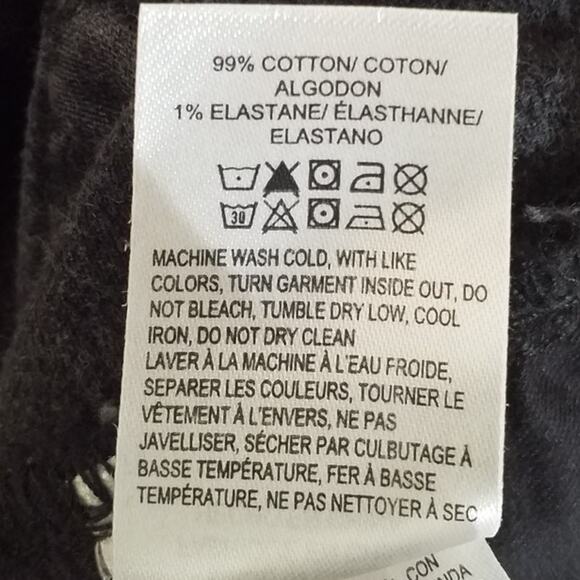 99% COTTON/ COTON/
ALGODON
1% ELASTANE/ ÉLASTHANNE/
ELASTANO
30
MACHINE WASH COLD, WITH LIKE
COLORS, TURN GARMENT INSIDE OUT, DO
NOT BLEACH, TUMBLE DRY LOW, COOL
IRON, DO NOT DRY CLEAN
LAVER À LA MACHINE À L'EAU FROIDE,
SEPARER LES COULEURS, TOURNER LE
VÊTEMENT À L'ENVERS, NE PAS
JAVELLISER, SÉCHER PAR CULBUTAGE À
BASSE TEMPÉRATURE, FER À BASSE
TEMPÉRATURE, NE PAS NETTOYER À SEC
CON